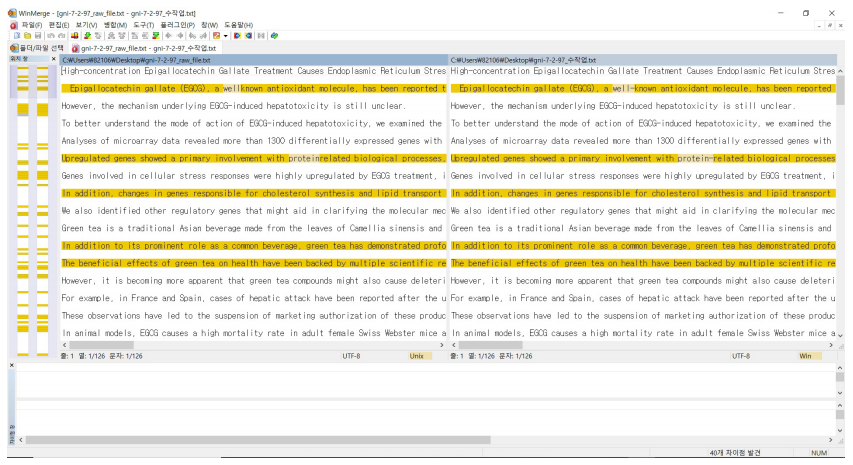 WinMerge - [gni-7-2-97_raw_file.txt - gni-7-2-97_수작업.txt]
파일(F) 편집(E) 보기(V) 병합(M) 도구(T) 플러그인(P) 창(W) 도움말(H)
폴더/파일 선택 gni-7-2-97_raw_file.txt - gni-7-2-97_수작업.txt
위치 창 × C:₩Users₩82106₩Desktop₩gni-7-2-97_raw_file.txt C:₩Users₩82106₩Desktop₩gni-7-2-97_수작업.txt
High-concentration Epigallocatechin Gallate Treatment Causes Endoplasmic Reticulum Stres High-concentration Epigallocatechin Gallate Treatment Causes Endoplasmic Reticulum Stres
Epigallocatechin gallate (EGCG), a wellknown antioxidant molecule, has been reported t Epigallocatechin gallate (EGCG), a well-known antioxidant molecule, has been reported
However, the mechanism underlying EGCG-induced hepatotoxicity is still unclear. However, the mechanism underlying EGCG-induced hepatotoxicity is still unclear.
To better understand the mode of action of EGCG-induced hepatotoxicity, we examined the To better understand the mode of action of EGCG-induced hepatotoxicity, we examined the
Analyses of microarray data revealed more than 1300 differentially expressed genes with Analyses of microarray data revealed more than 1300 differentially expressed genes with
Upregulated genes showed a primary involvement with proteinrelated biological processes, Upregulated genes showed a primary involvement with protein-related biological processes
Genes involved in cellular stress responses were highly upregulated by EGCG treatment, i Genes involved in cellular stress responses were highly upregulated by EGCG treatment, i
In addition, changes in genes responsible for cholesterol synthesis and lipid transport In addition, changes in genes responsible for cholesterol synthesis and lipid transport
We also identified other regulatory genes that might aid in clarifying the molecular mec We also identified other regulatory genes that might aid in clarifying the molecular mec
Green tea is a traditional Asian beverage made from the leaves of Camellia sinensis and Green tea is a traditional Asian beverage made from the leaves of Camellia sinensis and
In addition to its prominent role as a common beverage, green tea has demonstrated profo In addition to its prominent role as a common beverage, green tea has demonstrated profo
The beneficial effects of green tea on health have been backed by multiple scientific re The beneficial effects of green tea on health have been backed by multiple scientific re
However, it is becoming more apparent that green tea compounds might also cause deleteri However, it is becoming more apparent that green tea compounds might also cause deleteri
For example, in France and Spain, cases of hepatic attack have been reported after the u For example, in France and Spain, cases of hepatic attack have been reported after the u
These observations have led to the suspension of marketing authorization of these produc These observations have led to the suspension of marketing authorization of these produc
In animal models, EGCG causes a high mortality rate in adult female Swiss Webster mice a In animal models, EGCG causes a high mortality rate in adult female Swiss Webster mice a
줄: 1 열: 1/126 문자: 1/126 UTF-8 Unix 줄: 1 열: 1/126 문자: 1/126 UTF-8 Win
40개 차이점 발견 NUM